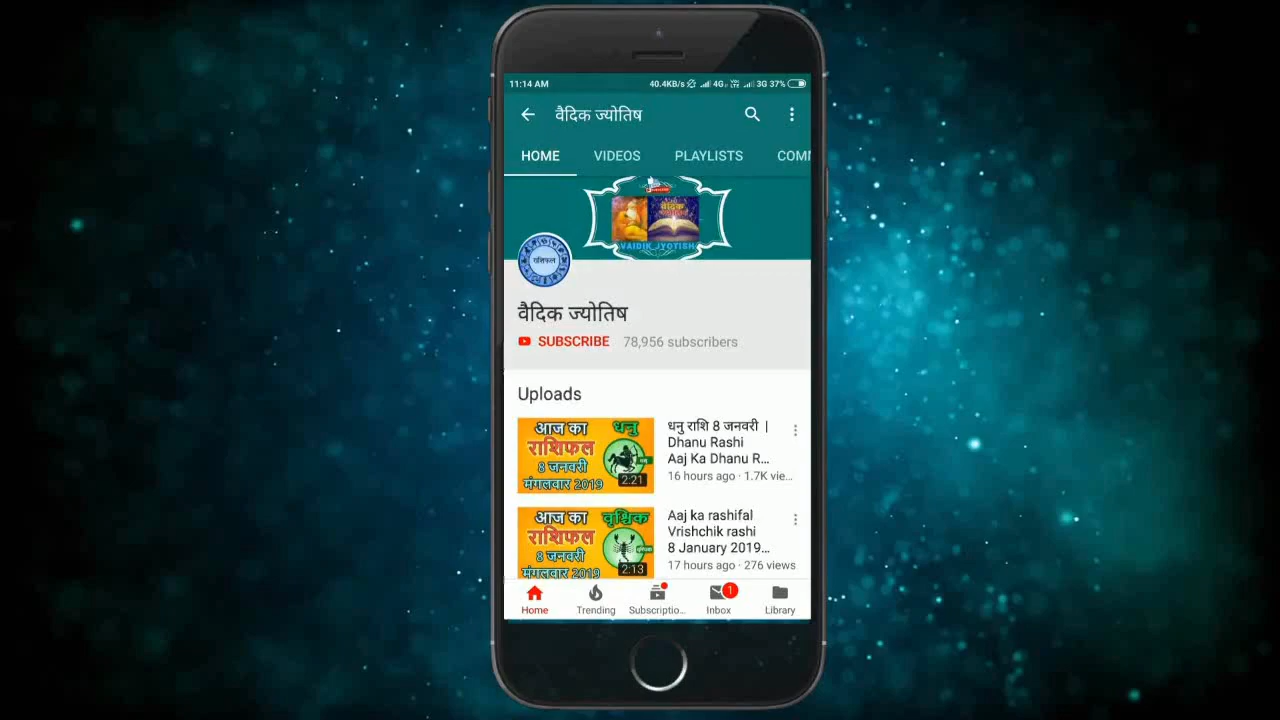 11:14 AM 40.4KB/s 4G 3G 37%
वैदिक ज्योतिष
HOME VIDEOS PLAYLISTS COMM
वैदिक
VAIDIK JYOTISH
राशिफल
वैदिक ज्योतिष
SUBSCRIBE 78,956 subscribers
Uploads
आज का धनु
राशिफल
8 जनवरी
मंगलवार 2019
2:21
धनु राशि 8 जनवरी |
Dhanu Rashi
Aaj Ka Dhanu R...
16 hours ago · 1.7K vie...
आज का वृश्चिक
राशिफल
8 जनवरी
मंगलवार 2019
2:13
Aaj ka rashifal
Vrishchik rashi
8 January 2019...
17 hours ago · 276 views
1
Home Trending Subscriptio... Inbox Library